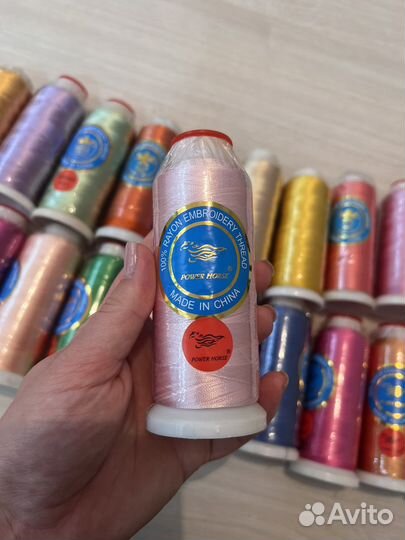 100% RAYON EMBROIDERY THREAD
POWER HORSE®
MADE IN CHINA
POWER HORSE®
Avito